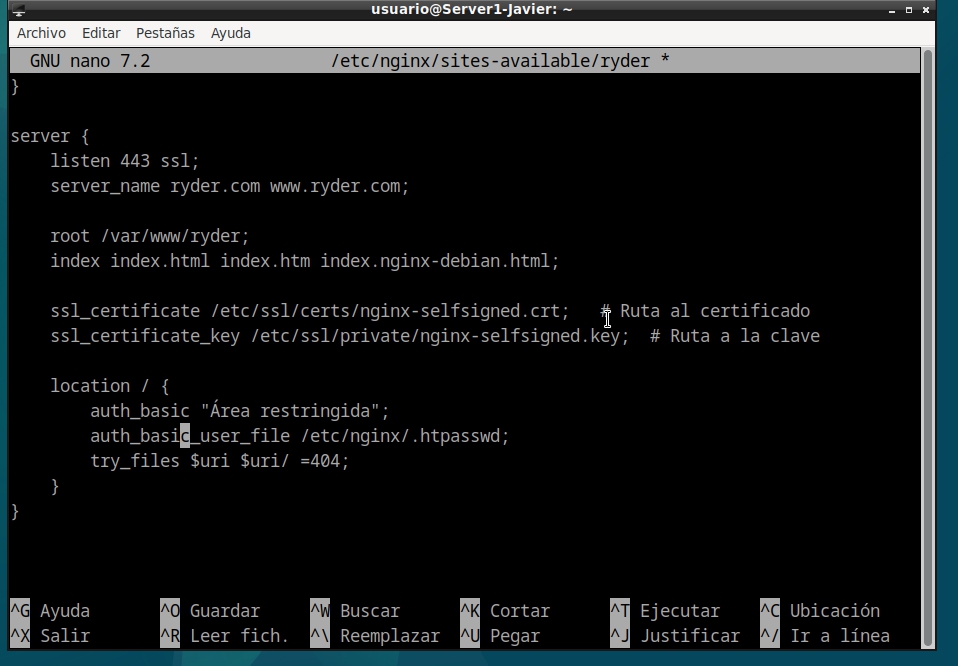 usuario@Server1-Javier: ~
Archivo Editar Pestañas Ayuda
GNU nano 7.2 /etc/nginx/sites-available/ryder *
}
server {
    listen 443 ssl;
    server_name ryder.com www.ryder.com;
    root /var/www/ryder;
    index index.html index.htm index.nginx-debian.html;
    ssl_certificate /etc/ssl/certs/nginx-selfsigned.crt;   # Ruta al certificado
    ssl_certificate_key /etc/ssl/private/nginx-selfsigned.key;  # Ruta a la clave
    location / {
        auth_basic "Área restringida";
        auth_basic_user_file /etc/nginx/.htpasswd;
        try_files $uri $uri/ =404;
    }
}
^G Ayuda ^O Guardar ^W Buscar ^K Cortar ^T Ejecutar ^C Ubicación
^X Salir ^R Leer fich. ^\ Reemplazar ^U Pegar ^J Justificar ^/ Ir a línea